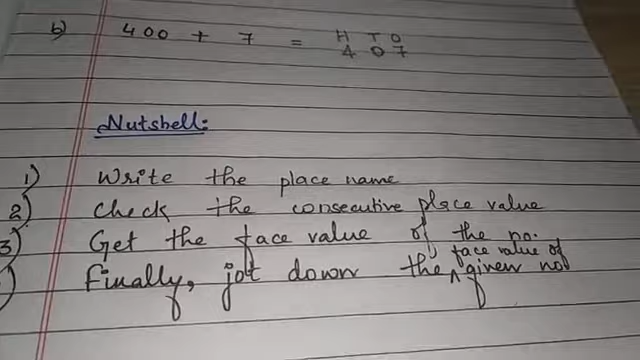 b) 400 + 7 = H T O
4 0 7
Nutshell:
1) Write the place name
2) Check the consecutive place value
3) Get the face value of the no.
) Finally, jot down the ^ face value of given no